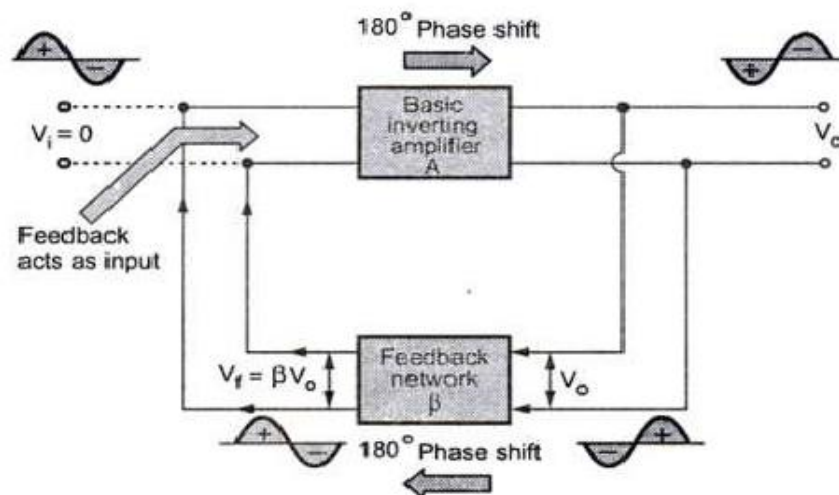 180° Phase shift
+
−
−
+
Basic
inverting
amplifier
A
Vi = 0
Vo
Feedback
acts as input
Vf = βVo
Feedback
network
β
Vo
+
−
180° Phase shift
−
+